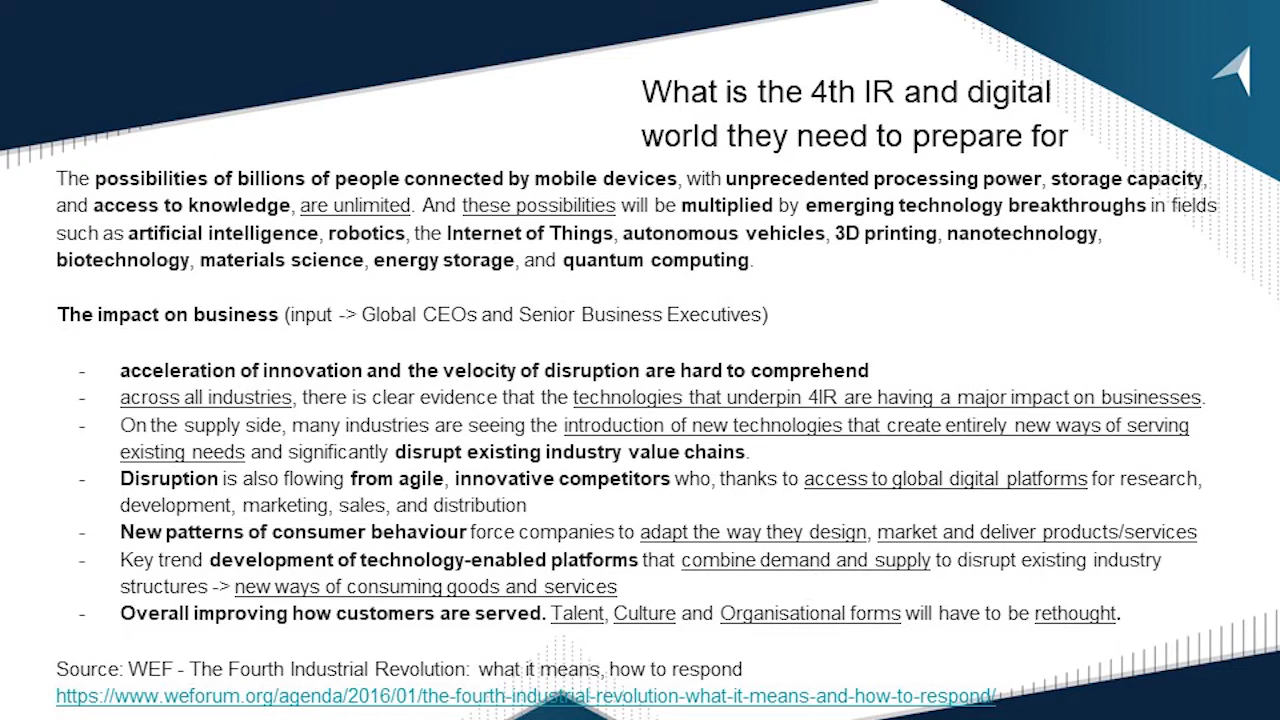 What is the 4th IR and digital
world they need to prepare for
The possibilities of billions of people connected by mobile devices, with unprecedented processing power, storage capacity,
and access to knowledge, are unlimited. And these possibilities will be multiplied by emerging technology breakthroughs in fields
such as artificial intelligence, robotics, the Internet of Things, autonomous vehicles, 3D printing, nanotechnology,
biotechnology, materials science, energy storage, and quantum computing.
The impact on business (input -> Global CEOs and Senior Business Executives)
- acceleration of innovation and the velocity of disruption are hard to comprehend
- across all industries, there is clear evidence that the technologies that underpin 4IR are having a major impact on businesses.
- On the supply side, many industries are seeing the introduction of new technologies that create entirely new ways of serving
existing needs and significantly disrupt existing industry value chains.
- Disruption is also flowing from agile, innovative competitors who, thanks to access to global digital platforms for research,
development, marketing, sales, and distribution
- New patterns of consumer behaviour force companies to adapt the way they design, market and deliver products/services
- Key trend development of technology-enabled platforms that combine demand and supply to disrupt existing industry
structures -> new ways of consuming goods and services
- Overall improving how customers are served. Talent, Culture and Organisational forms will have to be rethought.
Source: WEF - The Fourth Industrial Revolution: what it means, how to respond
https://www.weforum.org/agenda/2016/01/the-fourth-industrial-revolution-what-it-means-and-how-to-respond/